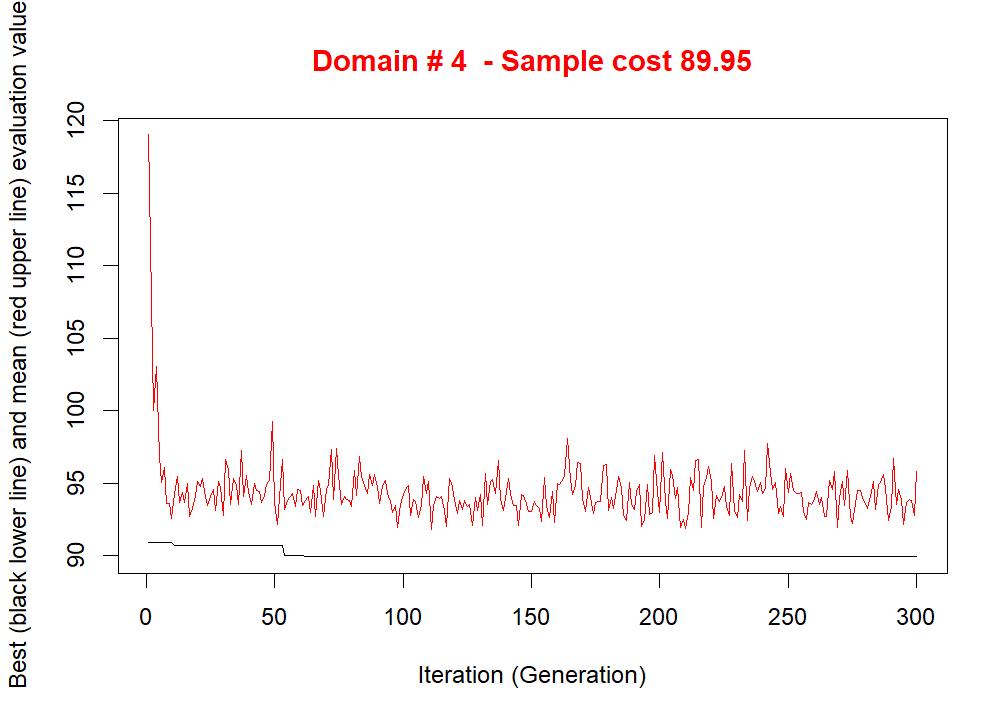 Domain # 4  - Sample cost 89.95
Best (black lower line) and mean (red upper line) evaluation value
120
115
110
105
100
95
90
0 50 100 150 200 250 300
Iteration (Generation)